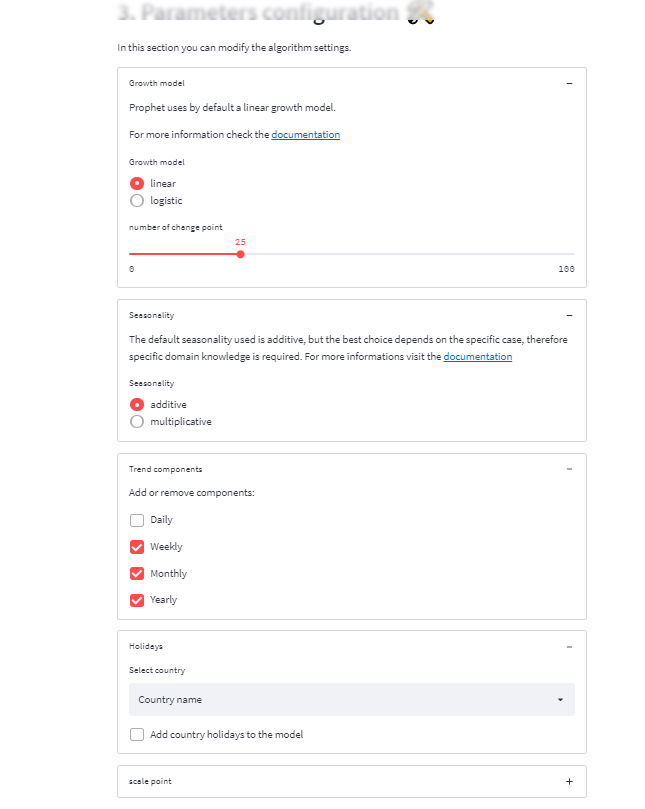 3. Parameters configuration
In this section you can modify the algorithm settings.
Growth model
Prophet uses by default a linear growth model.
For more information check the documentation
Growth model
linear
logistic
number of change point
25
0
100
Seasonality
The default seasonality used is additive, but the best choice depends on the specific case, therefore
specific domain knowledge is required. For more informations visit the documentation
Seasonality
additive
multiplicative
Trend components
Add or remove components:
Daily
Weekly
Monthly
Yearly
Holidays
Select country
Country name
Add country holidays to the model
scale point